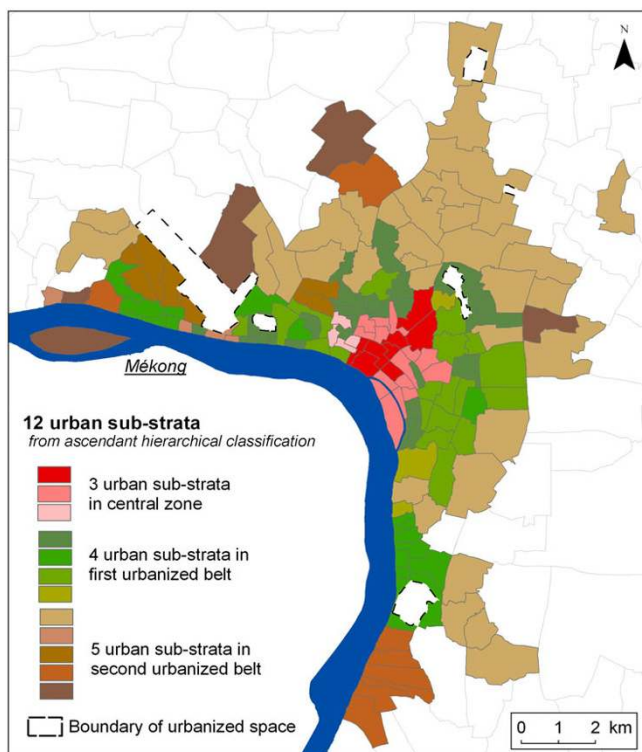 N
Mékong
12 urban sub-strata
from ascendant hierarchical classification
3 urban sub-strata
in central zone
4 urban sub-strata in
first urbanized belt
5 urban sub-strata in
second urbanized belt
Boundary of urbanized space
0 1 2 km